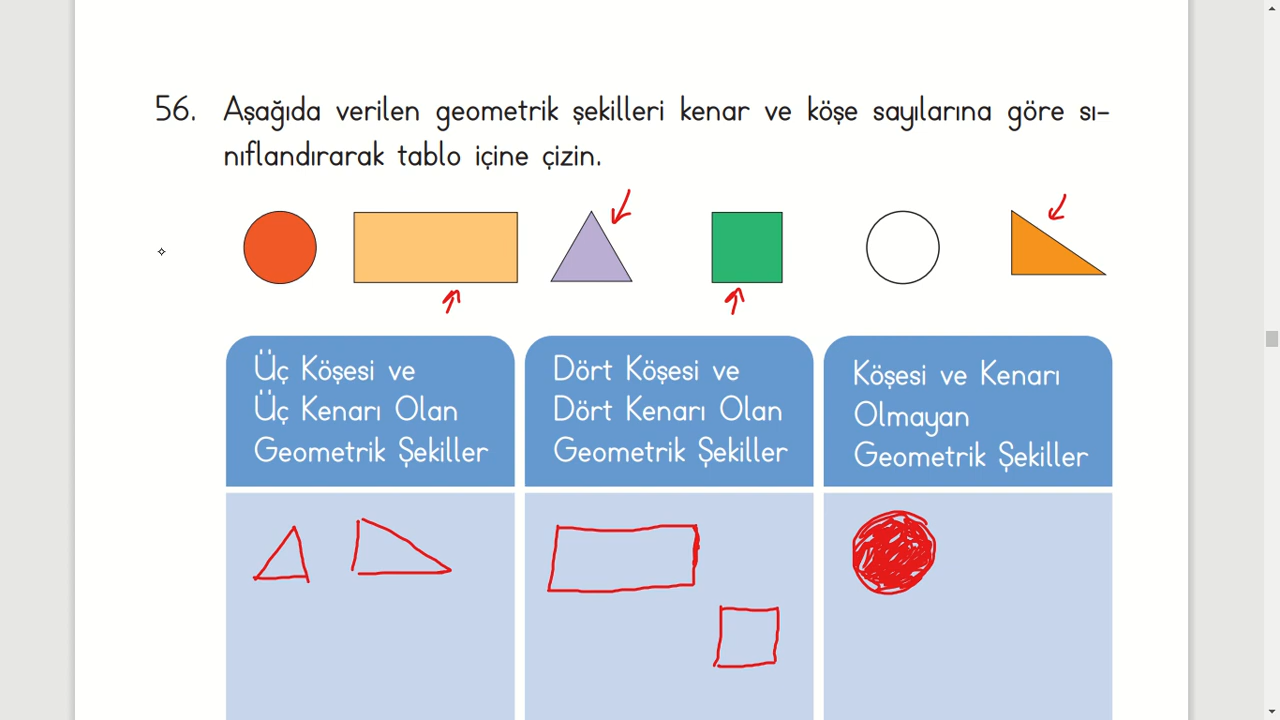 56. Aşağıda verilen geometrik şekilleri kenar ve köşe sayılarına göre sı-
nıflandırarak tablo içine çizin.
Üç Köşesi ve
Üç Kenarı Olan
Geometrik Şekiller
Dört Köşesi ve
Dört Kenarı Olan
Geometrik Şekiller
Köşesi ve Kenarı
Olmayan
Geometrik Şekiller